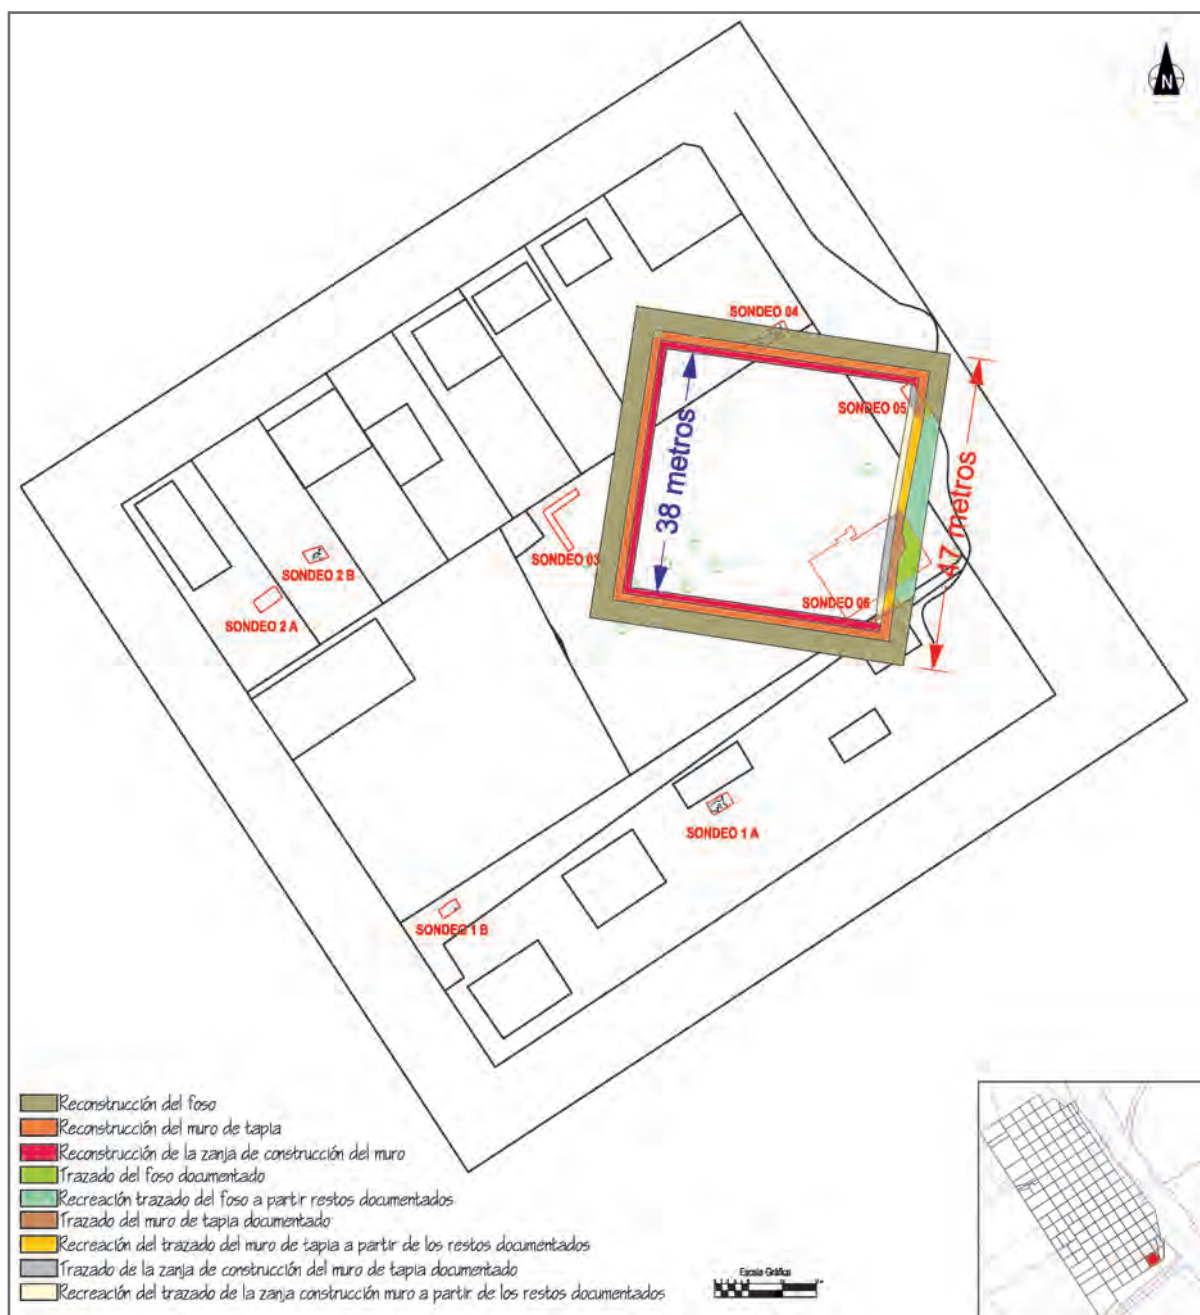 N
SONDEO 04
SONDEO 05
38 metros
47 metros
SONDEO 03
SONDEO 2 B
SONDEO 2 A
SONDEO 06
SONDEO 1 A
SONDEO 1 B
Reconstrucción del foso
Reconstrucción del muro de tapia
Reconstrucción de la zanja de construcción del muro
Trazado del foso documentado
Recreación trazado del foso a partir restos documentados
Trazado del muro de tapia documentado
Recreación del trazado del muro de tapia a partir de los restos documentados
Trazado de la zanja de construcción del muro de tapia documentado
Recreación del trazado de la zanja construcción muro a partir de los restos documentados
Escala Gráfica